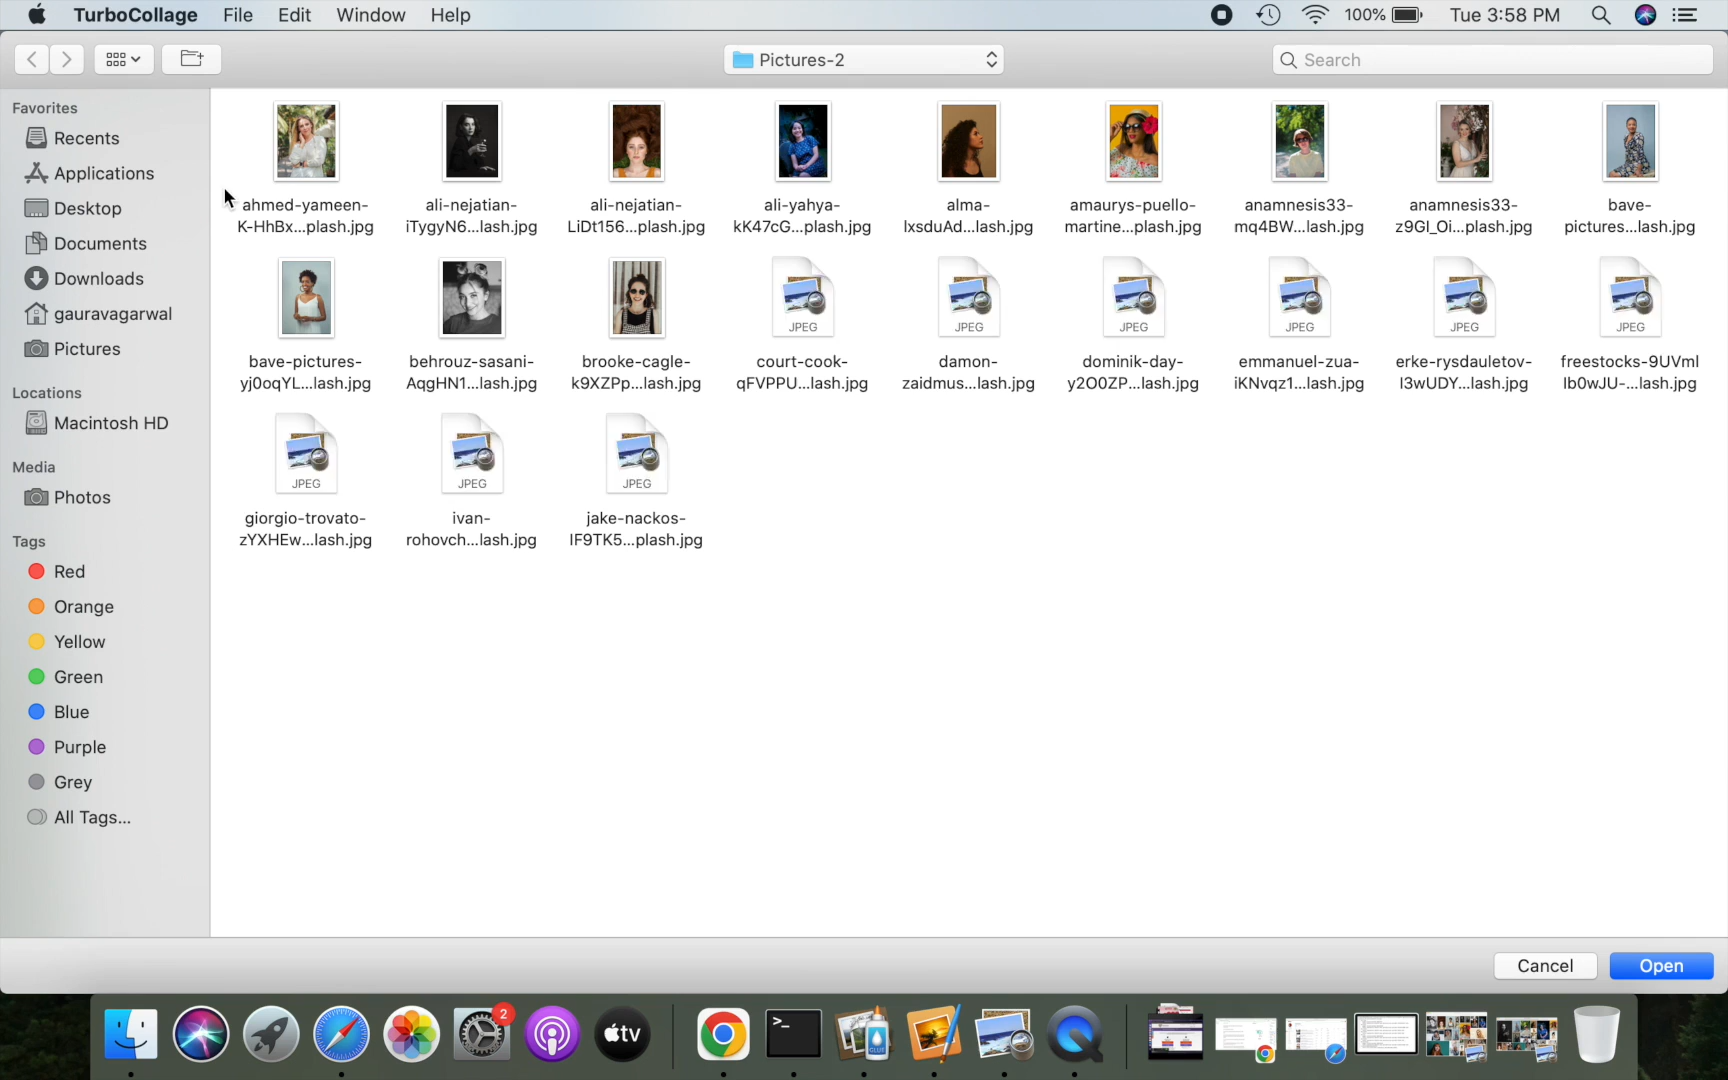 TurboCollage File Edit Window Help 100% Tue 3:58 PM
Pictures-2 Search
Favorites
Recents
Applications
Desktop
Documents
Downloads
gauravagarwal
Pictures
Locations
Macintosh HD
Media
Photos
Tags
Red
Orange
Yellow
Green
Blue
Purple
Grey
All Tags...
ahmed-yameen-
K-HhBx...plash.jpg
ali-nejatian-
iTygyN6...lash.jpg
ali-nejatian-
LiDt156...plash.jpg
ali-yahya-
kK47cG...plash.jpg
alma-
lxsduAd...lash.jpg
amaurys-puello-
martine...plash.jpg
anamnesis33-
mq4BW...lash.jpg
anamnesis33-
z9GI_Oi...plash.jpg
bave-
pictures...lash.jpg
bave-pictures-
yj0oqYL...lash.jpg
behrouz-sasani-
AqgHN1...lash.jpg
brooke-cagle-
k9XZPp...lash.jpg
JPEG
court-cook-
qFVPPU...lash.jpg
JPEG
damon-
zaidmus...lash.jpg
JPEG
dominik-day-
y2O0ZP...lash.jpg
JPEG
emmanuel-zua-
iKNvqz1...lash.jpg
JPEG
erke-rysdauletov-
I3wUDY...lash.jpg
JPEG
freestocks-9UVmI
Ib0wJU-...lash.jpg
JPEG
giorgio-trovato-
zYXHEw...lash.jpg
JPEG
ivan-
rohovch...lash.jpg
JPEG
jake-nackos-
IF9TK5...plash.jpg
Cancel Open
2
tv
>_
GLUE